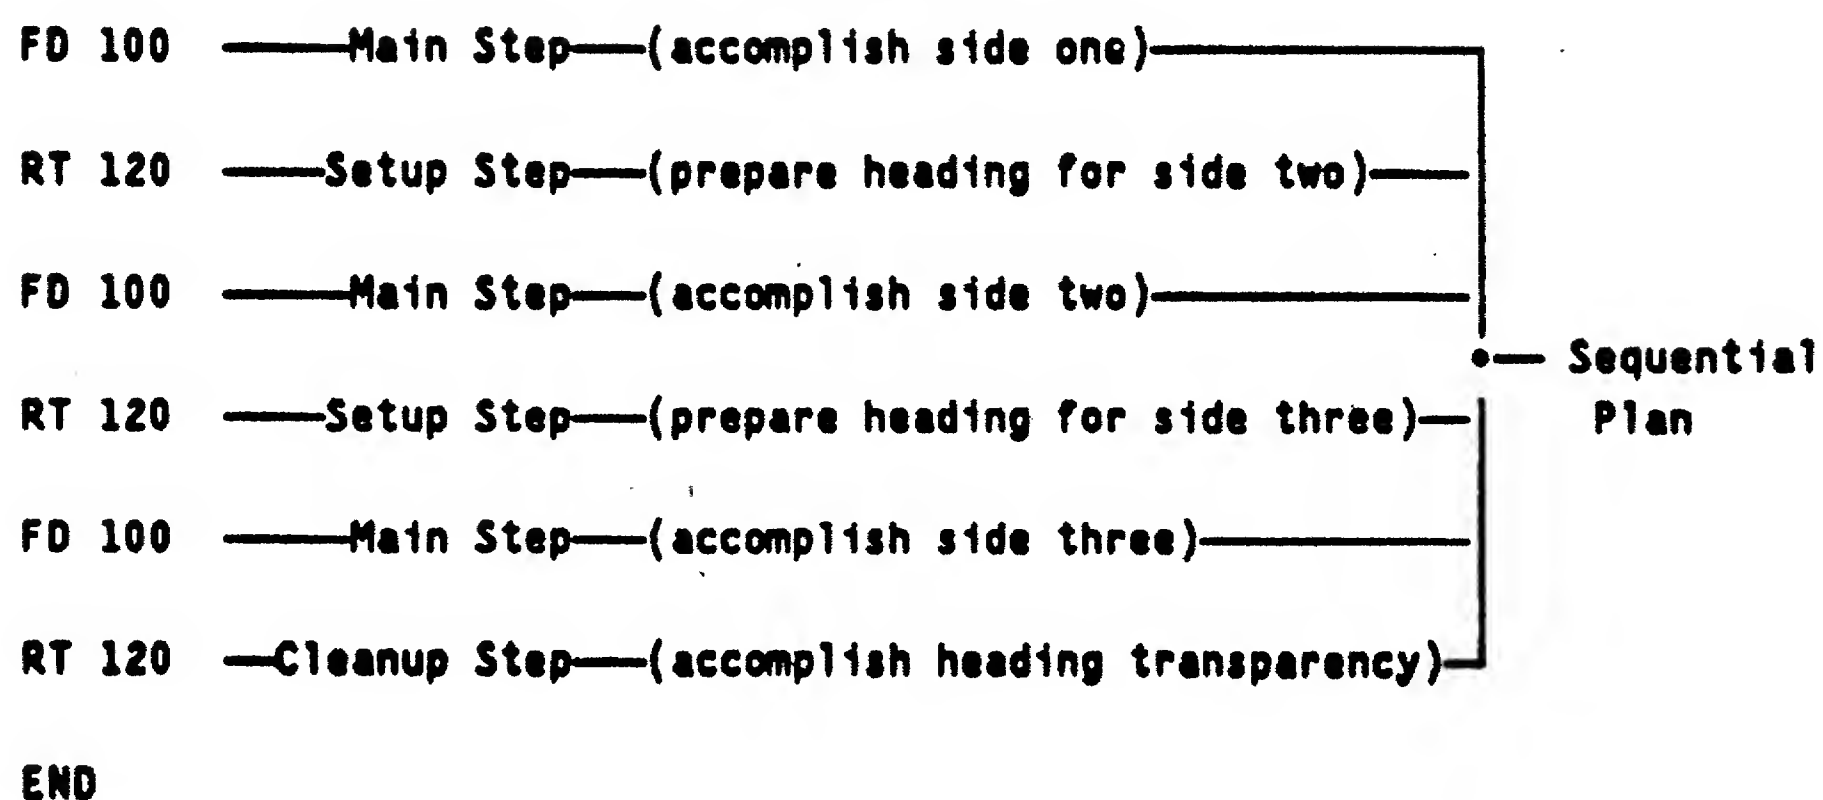 FD 100 Main Step (accomplish side one)
RT 120 Setup Step (prepare heading for side two)
FD 100 Main Step (accomplish side two)
Sequential
RT 120 Setup Step (prepare heading for side three)
Plan
FD 100 Main Step (accomplish side three)
RT 120 Cleanup Step (accomplish heading transparency)
END